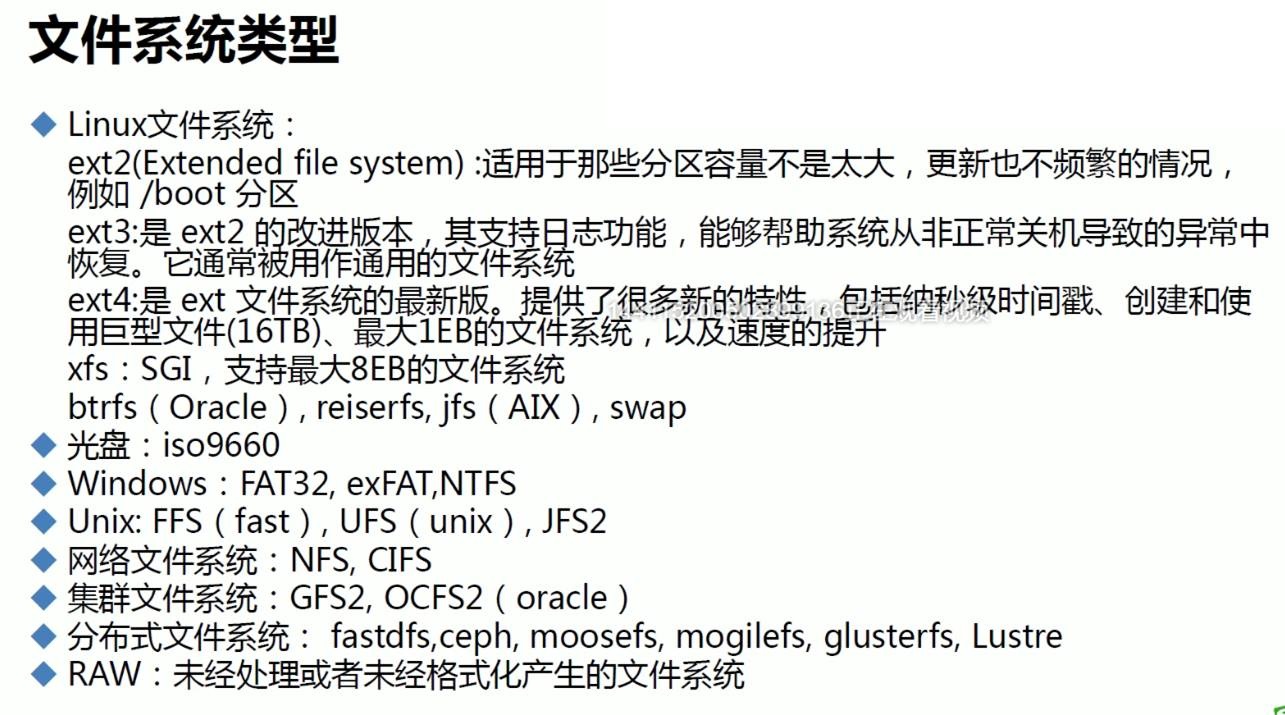 文件系统类型
Linux文件系统：
ext2(Extended file system) :适用于那些分区容量不是太大，更新也不频繁的情况，
例如 /boot 分区
ext3:是 ext2 的改进版本，其支持日志功能，能够帮助系统从非正常关机导致的异常中
恢复。它通常被用作通用的文件系统
ext4:是 ext 文件系统的最新版。提供了很多新的特性，包括纳秒级时间戳、创建和使
用巨型文件(16TB)、最大1EB的文件系统，以及速度的提升
xfs：SGI，支持最大8EB的文件系统
btrfs（Oracle）, reiserfs, jfs（AIX）, swap
光盘：iso9660
Windows：FAT32, exFAT,NTFS
Unix: FFS（fast）, UFS（unix）, JFS2
网络文件系统：NFS, CIFS
集群文件系统：GFS2, OCFS2（oracle）
分布式文件系统： fastdfs,ceph, moosefs, mogilefs, glusterfs, Lustre
RAW：未经处理或者未经格式化产生的文件系统